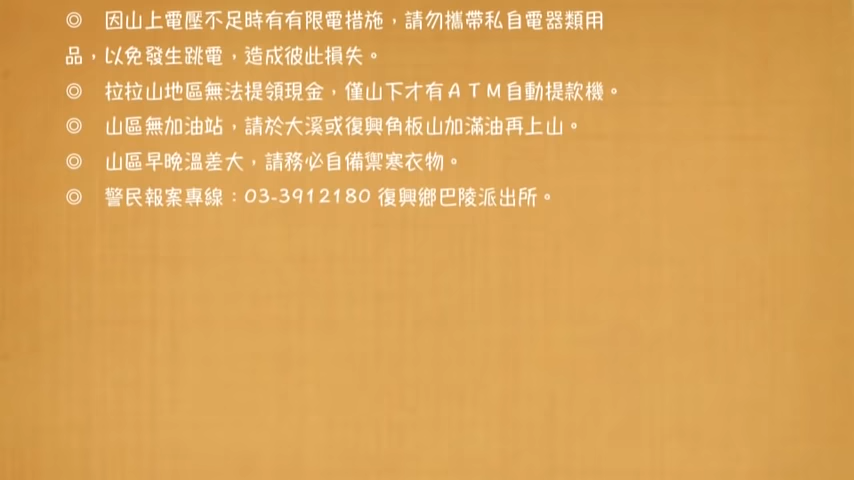 ◎ 因山上電壓不足時有有限電措施，請勿攜帶私自電器類用
品，以免發生跳電，造成彼此損失。
◎ 拉拉山地區無法提領現金，僅山下才有ＡＴＭ自動提款機。
◎ 山區無加油站，請於大溪或復興角板山加滿油再上山。
◎ 山區早晚溫差大，請務必自備禦寒衣物。
◎ 警民報案專線：03-3912180 復興鄉巴陵派出所。